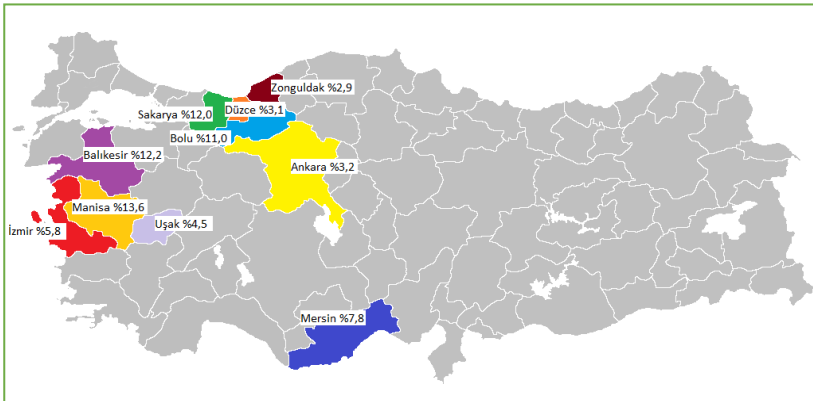 Zonguldak %2,9
Düzce %3,1
Sakarya %12,0
Bolu %11,0
Balıkesir %12,2
Ankara %3,2
Manisa %13,6
Uşak %4,5
İzmir %5,8
Mersin %7,8